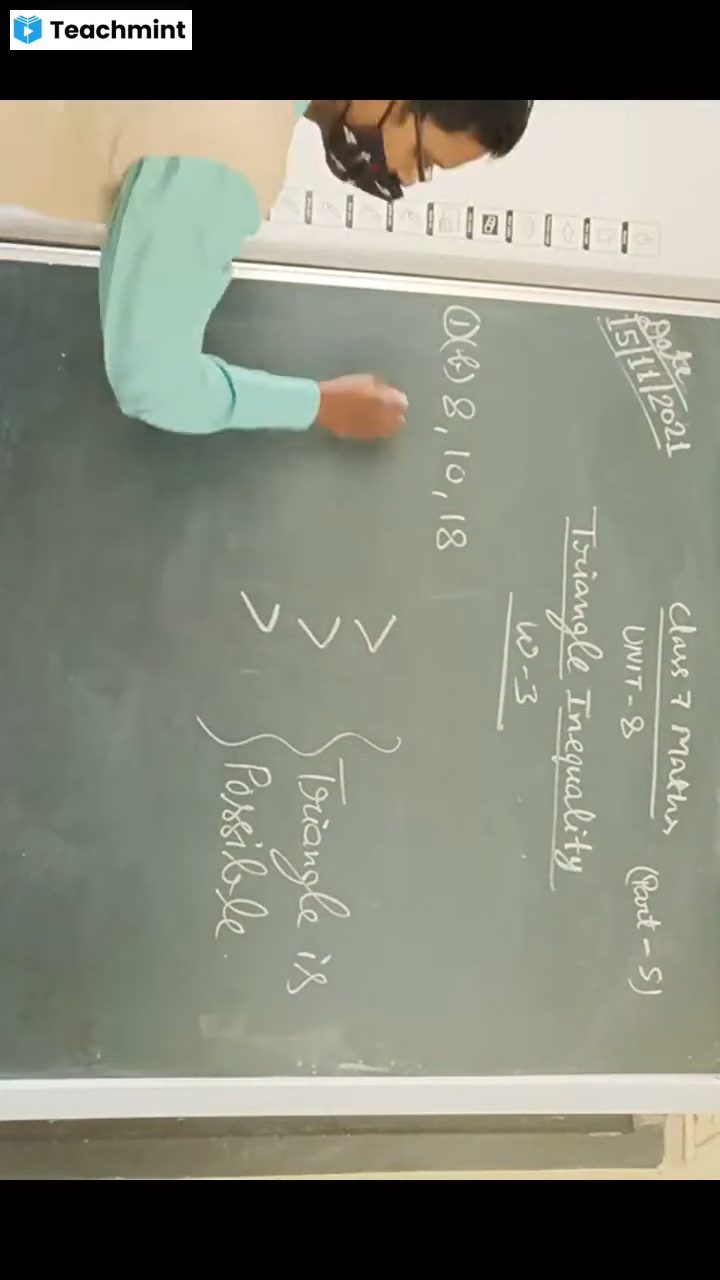 Teachmint
Date
15/11/2021
Class 7 Maths
UNIT-8 (Part-5)
Triangle Inequality
W-3
①(b) 8, 10, 18
>
> } Triangle is
> Possible.